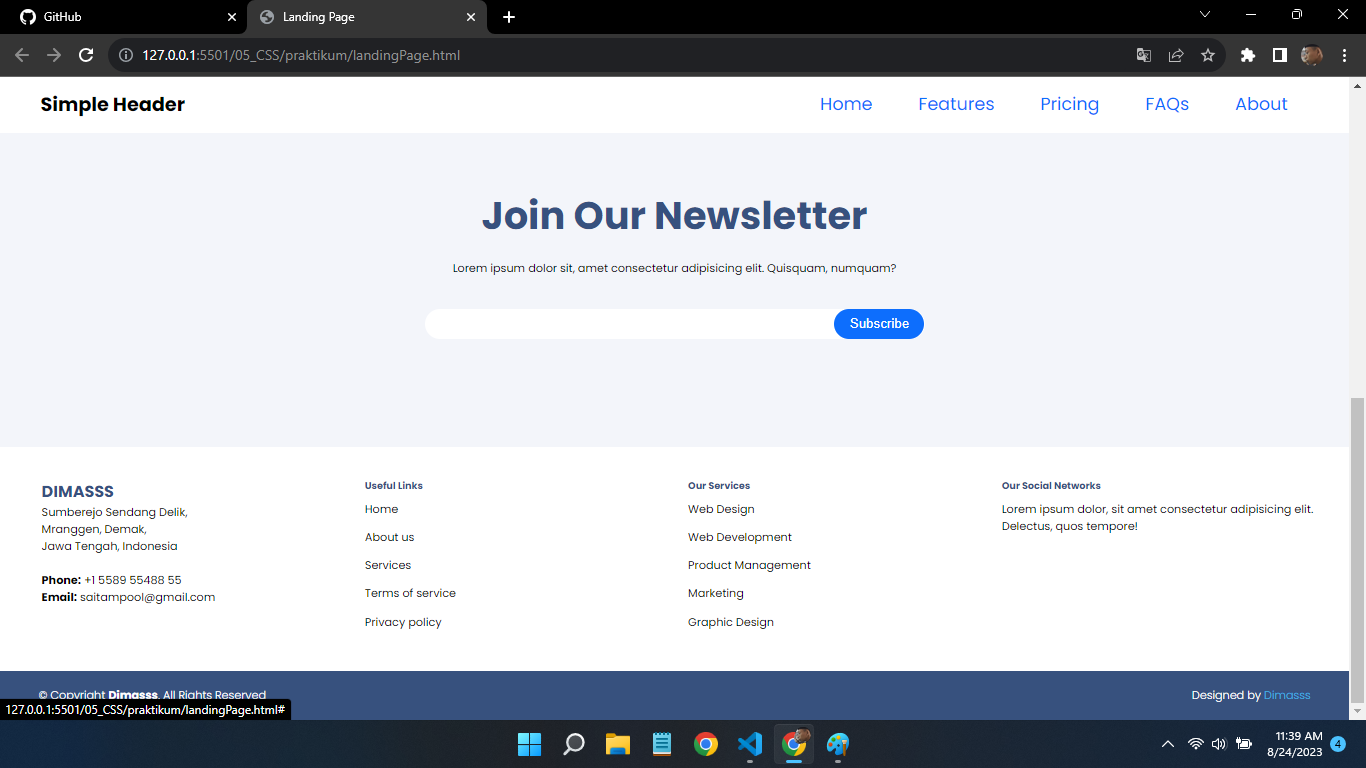 GitHub
Landing Page
127.0.0.1:5501/05_CSS/praktikum/landingPage.html
Simple Header
Home
Features
Pricing
FAQs
About
Join Our Newsletter
Lorem ipsum dolor sit, amet consectetur adipisicing elit. Quisquam, numquam?
Subscribe
DIMASSS
Sumberejo Sendang Delik,
Mranggen, Demak,
Jawa Tengah, Indonesia
Phone: +1 5589 55488 55
Email: saitampool@gmail.com
Useful Links
Home
About us
Services
Terms of service
Privacy policy
Our Services
Web Design
Web Development
Product Management
Marketing
Graphic Design
Our Social Networks
Lorem ipsum dolor, sit amet consectetur adipisicing elit.
Delectus, quos tempore!
© Copyright Dimasss. All Rights Reserved
Designed by Dimasss
127.0.0.1:5501/05_CSS/praktikum/landingPage.html#
11:39 AM
8/24/2023
4